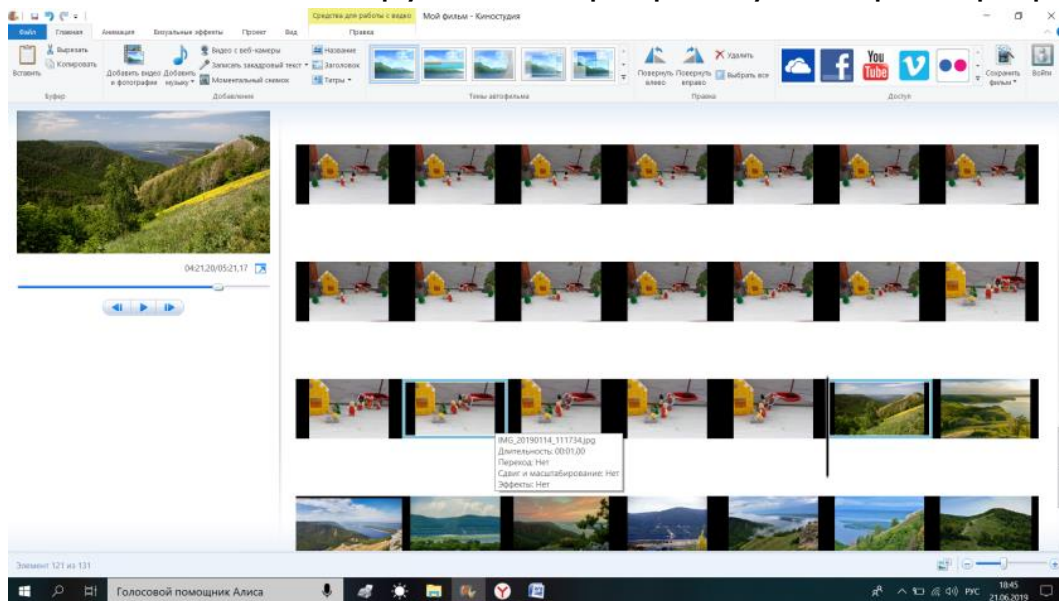 Средства для работы с видео
Мой фильм - Киностудия
Файл Главная Анимация Визуальные эффекты Проект Вид Правка
Вставить
Вырезать
Копировать
Буфер
Добавить видео и фотографии
Добавить музыку
Видео с веб-камеры
Записать закадровый текст
Моментальный снимок
Добавления
Название
Заголовок
Титры
Темы автофильма
Повернуть влево
Повернуть вправо
Удалить
Выбрать все
Правка
You
Tube
Доступ
Сохранить фильм
Войти
04:21,20/05:21,17
IMG_20190114_111734.jpg
Длительность: 00:01,00
Переход: Нет
Сдвиг и масштабирование: Нет
Эффекты: Нет
Элемент 121 из 131
Голосовой помощник Алиса
РУС
18:45
21.06.2019